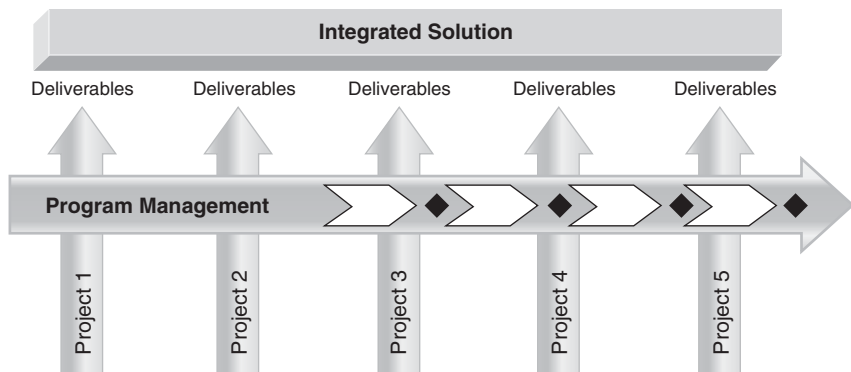 Integrated Solution
Deliverables Deliverables Deliverables Deliverables Deliverables
Program Management
Project 1
Project 2
Project 3
Project 4
Project 5